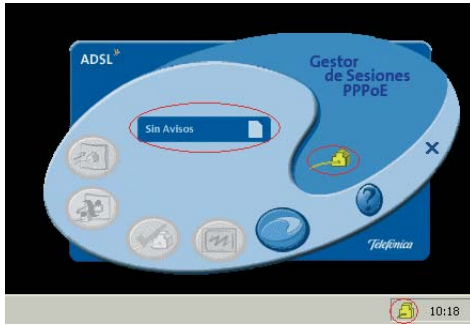 ADSL
Gestor
de Sesiones
PPPoE
Sin Avisos
X
?
Telefónica
10:18